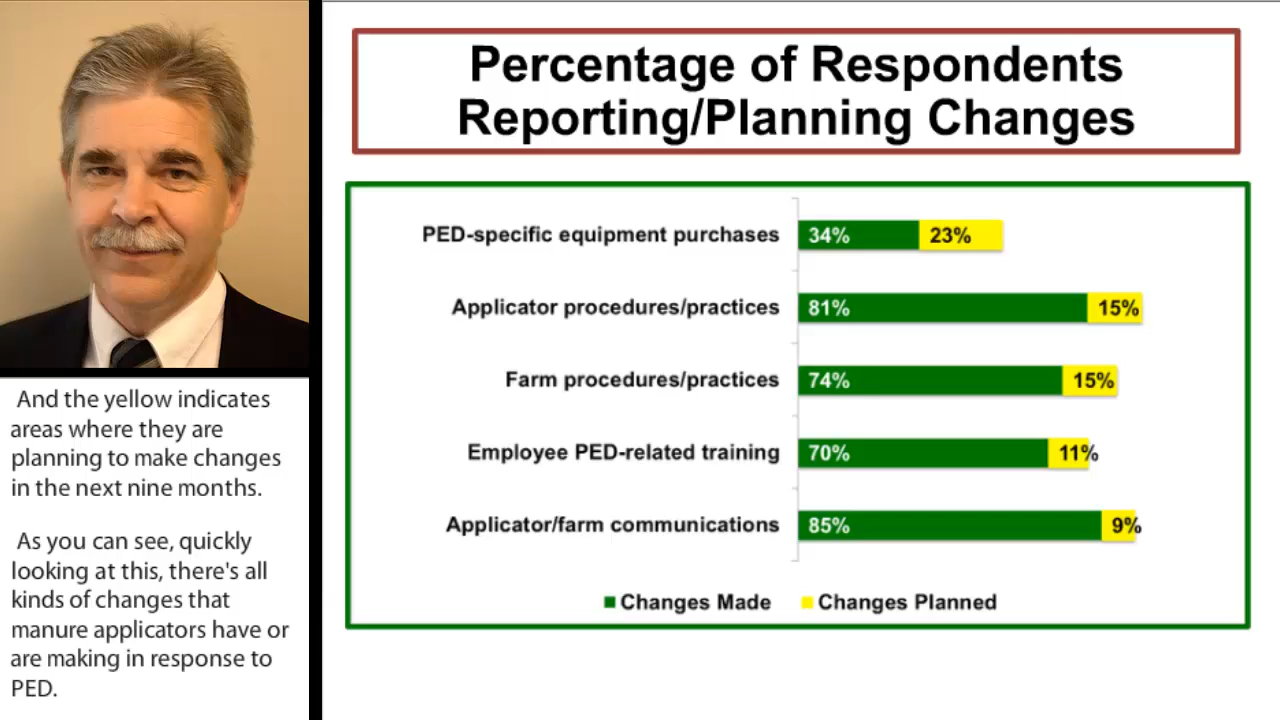 Percentage of Respondents
Reporting/Planning Changes
PED-specific equipment purchases 34% 23%
Applicator procedures/practices 81% 15%
Farm procedures/practices 74% 15%
Employee PED-related training 70% 11%
Applicator/farm communications 85% 9%
Changes Made Changes Planned
And the yellow indicates
areas where they are
planning to make changes
in the next nine months.
As you can see, quickly
looking at this, there's all
kinds of changes that
manure applicators have or
are making in response to
PED.